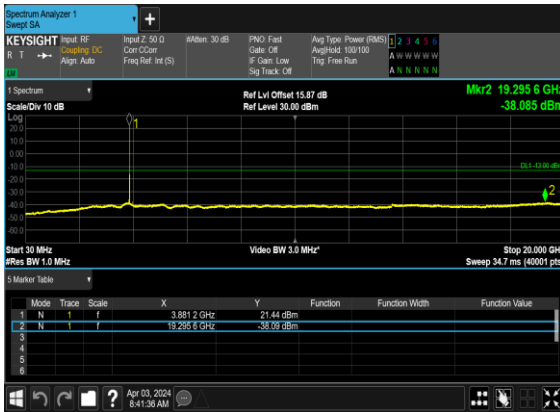 Spectrum Analyzer 1
Swept SA
+
KEYSIGHT
R T
LW
Input: RF
Coupling: DC
Align: Auto
Input Z: 50 Ω
Corr CCorr
Freq Ref: Int (S)
#Atten: 30 dB
PNO: Fast
Gate: Off
IF Gain: Low
Sig Track: Off
Avg Type: Power (RMS)
Avg|Hold: 100/100
Trig: Free Run
1 2 3 4 5 6
A W W W W W
A N N N N N
1 Spectrum
Scale/Div 10 dB
Ref Lvl Offset 15.87 dB
Ref Level 30.00 dBm
Mkr2 19.295 6 GHz
-38.085 dBm
Log
20.0
10.0
0.00
-10.0
-20.0
-30.0
-40.0
-50.0
-60.0
1
DL1 -13.00 dBm
2
Start 30 MHz
#Res BW 1.0 MHz
Video BW 3.0 MHz*
Stop 20.000 GHz
Sweep 34.7 ms (40001 pts)
5 Marker Table
Mode Trace Scale X Y Function Function Width Function Value
1 N 1 f 3.881 2 GHz 21.44 dBm
2 N 1 f 19.295 6 GHz -38.09 dBm
3
4
5
6
?
Apr 03, 2024
8:41:36 AM